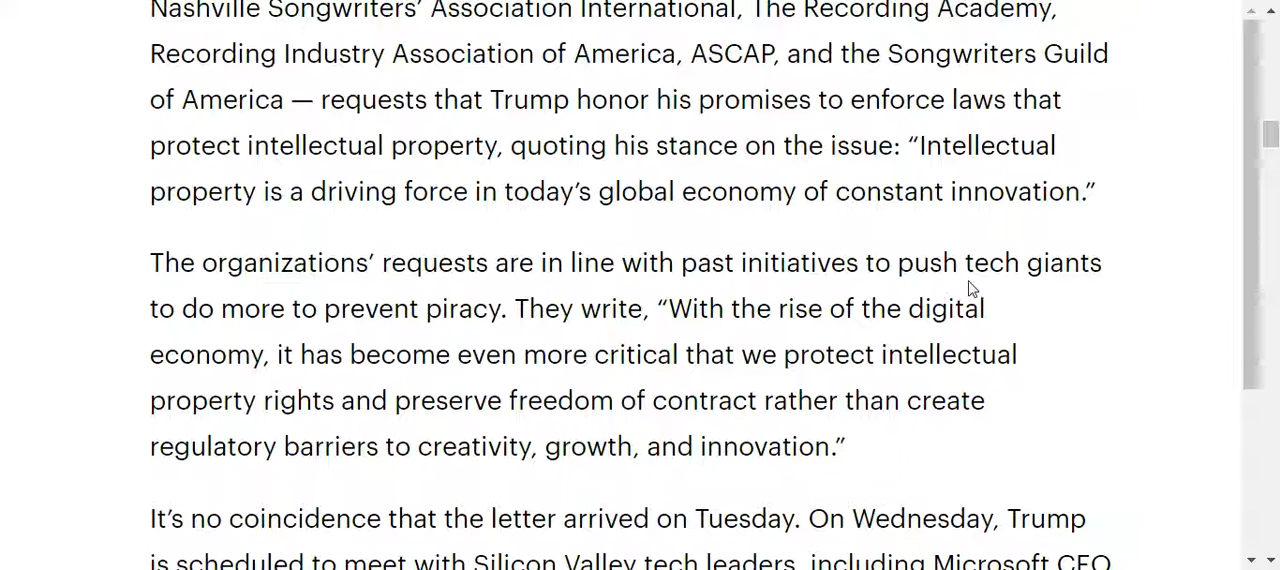 Nashville Songwriters’ Association International, The Recording Academy,
Recording Industry Association of America, ASCAP, and the Songwriters Guild
of America — requests that Trump honor his promises to enforce laws that
protect intellectual property, quoting his stance on the issue: “Intellectual
property is a driving force in today’s global economy of constant innovation.”
The organizations’ requests are in line with past initiatives to push tech giants
to do more to prevent piracy. They write, “With the rise of the digital
economy, it has become even more critical that we protect intellectual
property rights and preserve freedom of contract rather than create
regulatory barriers to creativity, growth, and innovation.”
It’s no coincidence that the letter arrived on Tuesday. On Wednesday, Trump
is scheduled to meet with Silicon Valley tech leaders, including Microsoft CEO